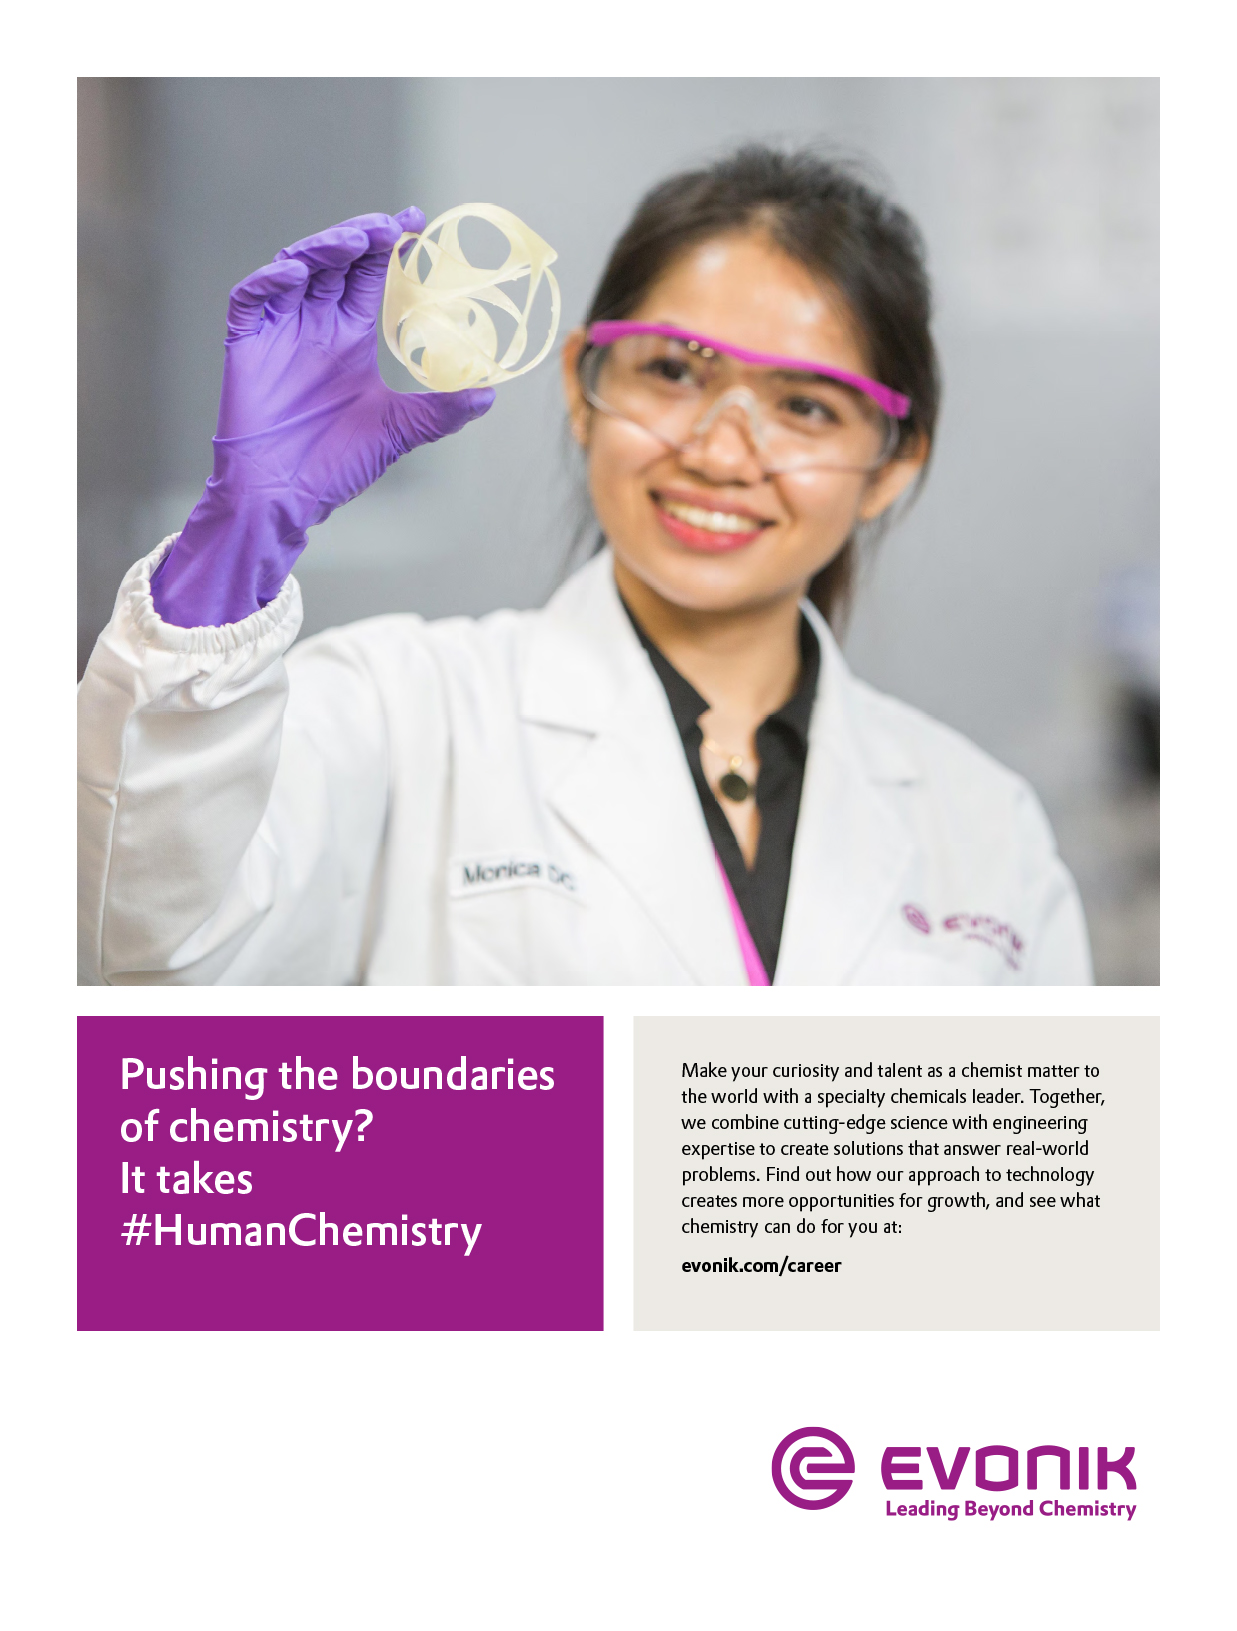 Monica
EVONIK
Pushing the boundaries
of chemistry?
It takes
#HumanChemistry
Make your curiosity and talent as a chemist matter to
the world with a specialty chemicals leader. Together,
we combine cutting-edge science with engineering
expertise to create solutions that answer real-world
problems. Find out how our approach to technology
creates more opportunities for growth, and see what
chemistry can do for you at:
evonik.com/career
EVONIK
Leading Beyond Chemistry